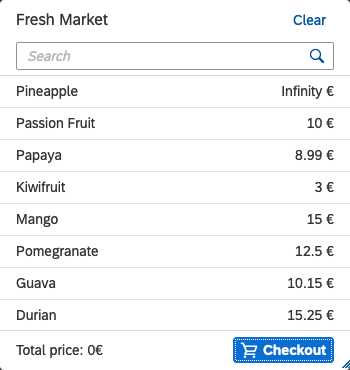 Fresh Market Clear
Search
Pineapple Infinity €
Passion Fruit 10 €
Papaya 8.99 €
Kiwifruit 3 €
Mango 15 €
Pomegranate 12.5 €
Guava 10.15 €
Durian 15.25 €
Total price: 0€ Checkout